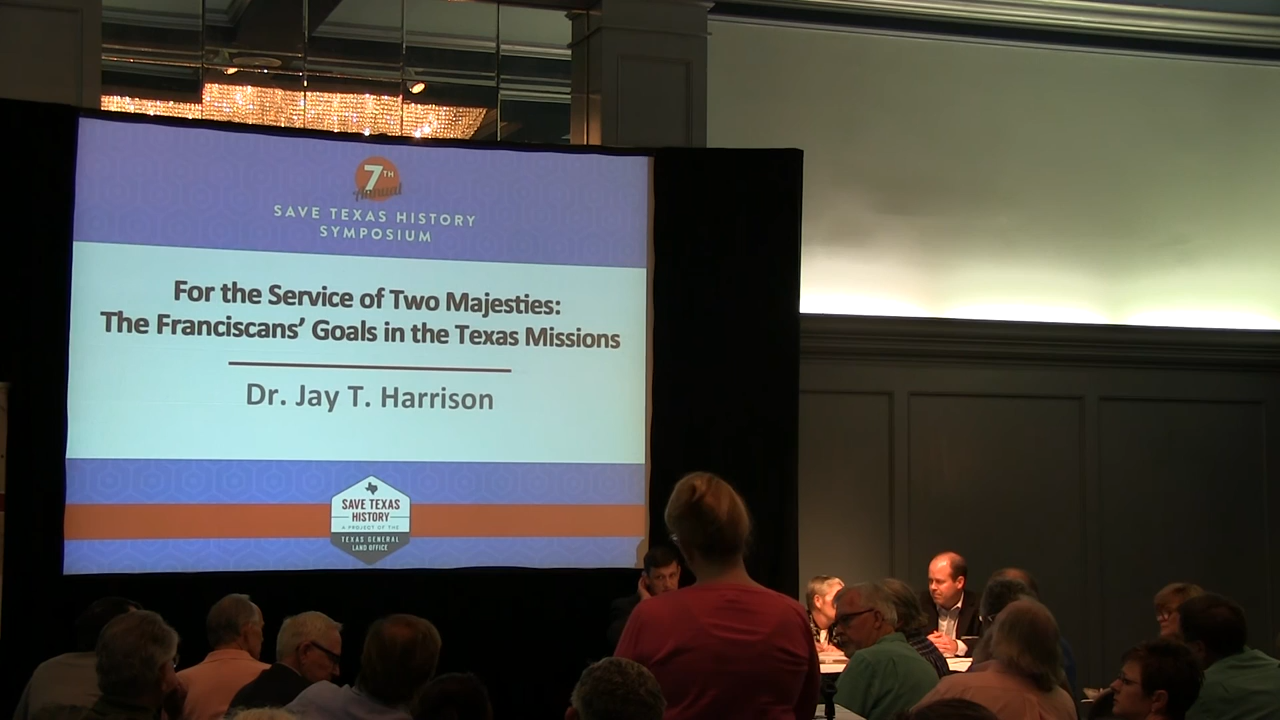 7TH
Annual
SAVE TEXAS HISTORY
SYMPOSIUM
For the Service of Two Majesties:
The Franciscans' Goals in the Texas Missions
Dr. Jay T. Harrison
SAVE TEXAS
HISTORY
A PROJECT OF THE
TEXAS GENERAL
LAND OFFICE